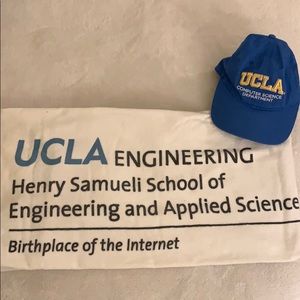 UCLA
COMPUTER SCIENCE
DEPARTMENT
UCLA ENGINEERING
Henry Samueli School of
Engineering and Applied Science
Birthplace of the Internet